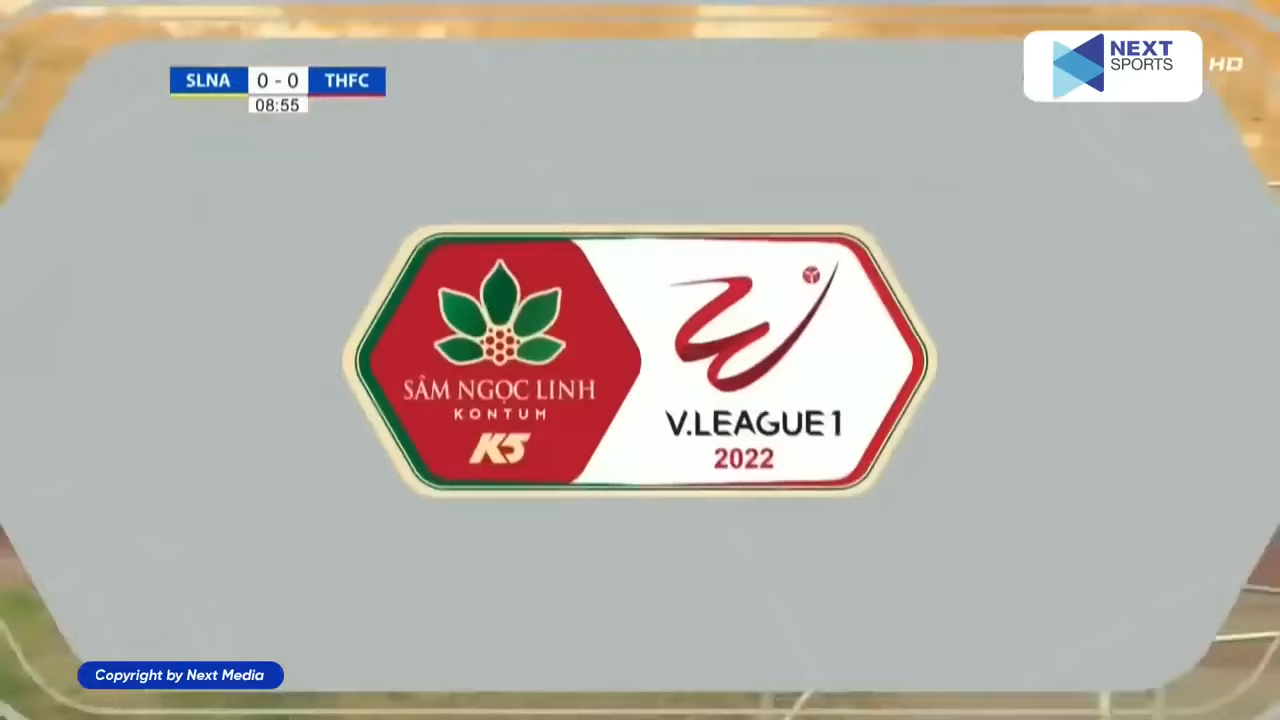 SLNA 0 - 0 THFC
08:55
NEXT
SPORTS
HD
SÂM NGỌC LINH
KONTUM
K5
V.LEAGUE 1
2022
Copyright by Next Media